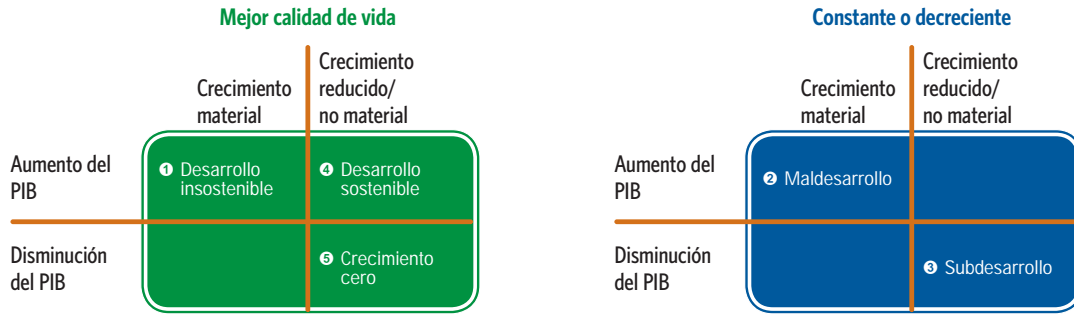 Mejor calidad de vida
Crecimiento
material
Crecimiento
reducido/
no material
Aumento del
PIB
❶ Desarrollo
insostenible
❹ Desarrollo
sostenible
Disminución
del PIB
❺ Crecimiento
cero
Constante o decreciente
Crecimiento
material
Crecimiento
reducido/
no material
Aumento del
PIB
❷ Maldesarrollo
Disminución
del PIB
❸ Subdesarrollo